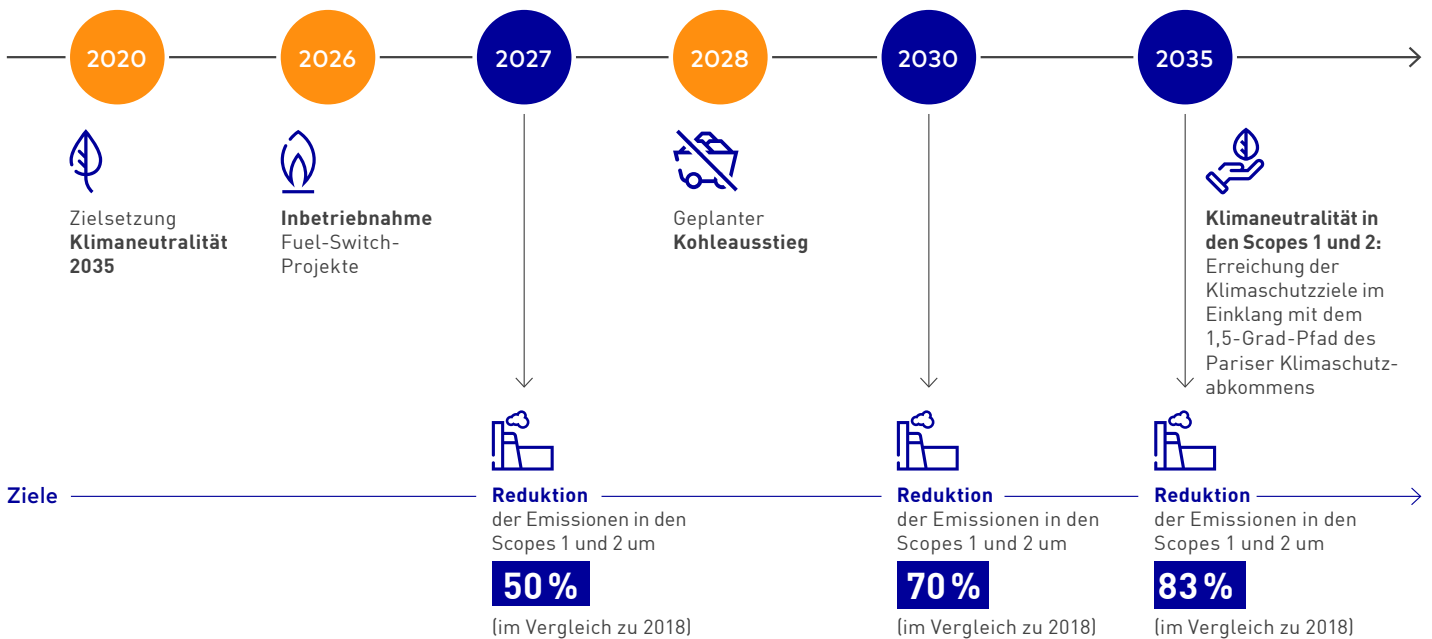 2020
2026
2027
2028
2030
2035
Zielsetzung
Klimaneutralität
2035
Inbetriebnahme
Fuel-Switch-
Projekte
Geplanter
Kohleausstieg
Klimaneutralität in
den Scopes 1 und 2:
Erreichung der
Klimaschutzziele im
Einklang mit dem
1,5-Grad-Pfad des
Pariser Klimaschutz-
abkommens
Ziele
Reduktion
der Emissionen in den
Scopes 1 und 2 um
50 %
(im Vergleich zu 2018)
Reduktion
der Emissionen in den
Scopes 1 und 2 um
70 %
(im Vergleich zu 2018)
Reduktion
der Emissionen in den
Scopes 1 und 2 um
83 %
(im Vergleich zu 2018)